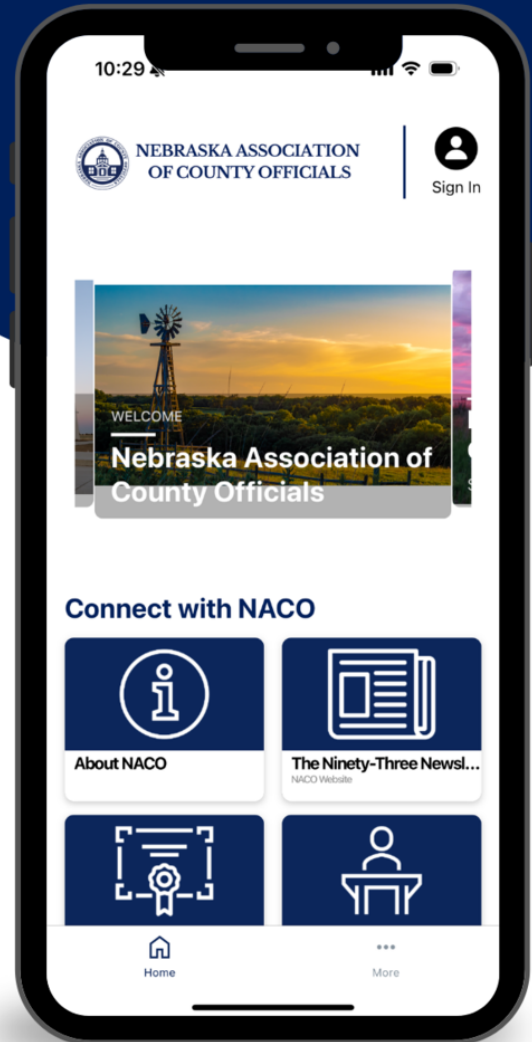 10:29
NEBRASKA ASSOCIATION
OF COUNTY OFFICIALS
Sign In
WELCOME
Nebraska Association of
County Officials
Connect with NACO
About NACO
The Ninety-Three Newsl...
NACO Website
Home
More